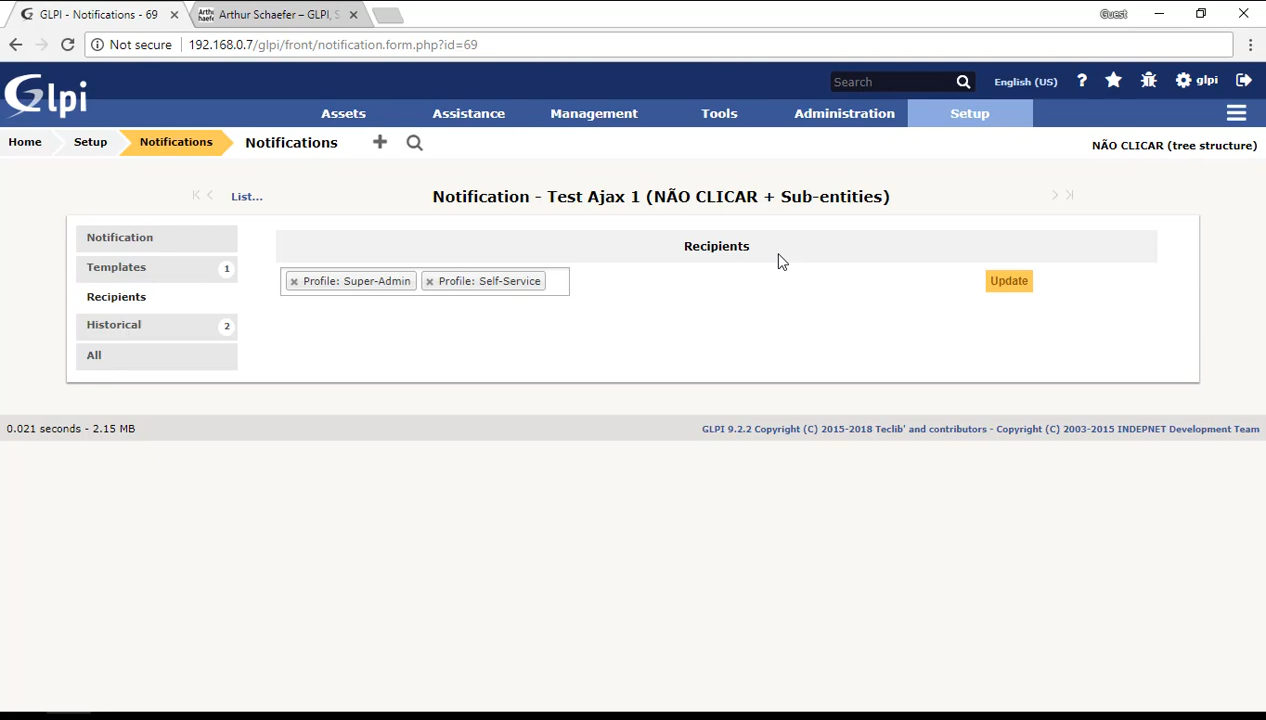 GLPI - Notifications - 69
Arthur Schaefer – GLPI, S
Guest
Not secure
192.168.0.7/glpi/front/notification.form.php?id=69
Glpi
Search
English (US)
?
glpi
Assets
Assistance
Management
Tools
Administration
Setup
Home
Setup
Notifications
Notifications
NÃO CLICAR (tree structure)
List...
Notification - Test Ajax 1 (NÃO CLICAR + Sub-entities)
Notification
Templates 1
Recipients
Historical 2
All
Recipients
Profile: Super-Admin
Profile: Self-Service
Update
0.021 seconds - 2.15 MB
GLPI 9.2.2 Copyright (C) 2015-2018 Teclib' and contributors - Copyright (C) 2003-2015 INDEPNET Development Team